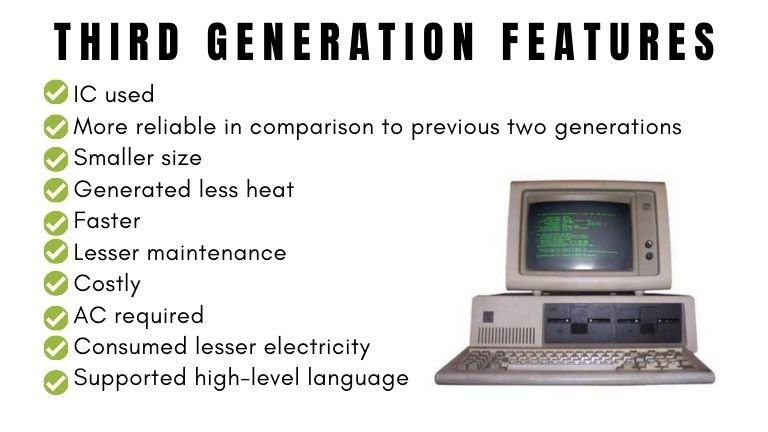 THIRD GENERATION FEATURES
IC used
More reliable in comparison to previous two generations
Smaller size
Generated less heat
Faster
Lesser maintenance
Costly
AC required
Consumed lesser electricity
Supported high-level language